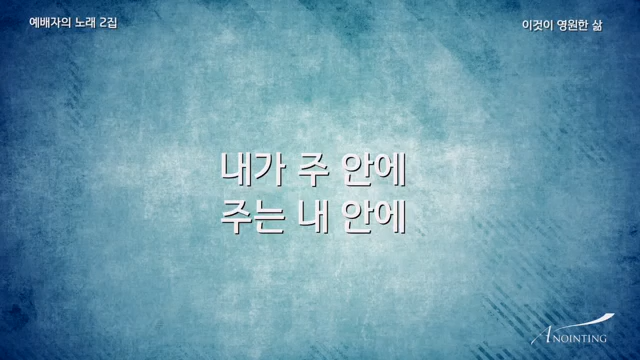 예배자의 노래 2집
이것이 영원한 삶
내가 주 안에
주는 내 안에
ANOINTING